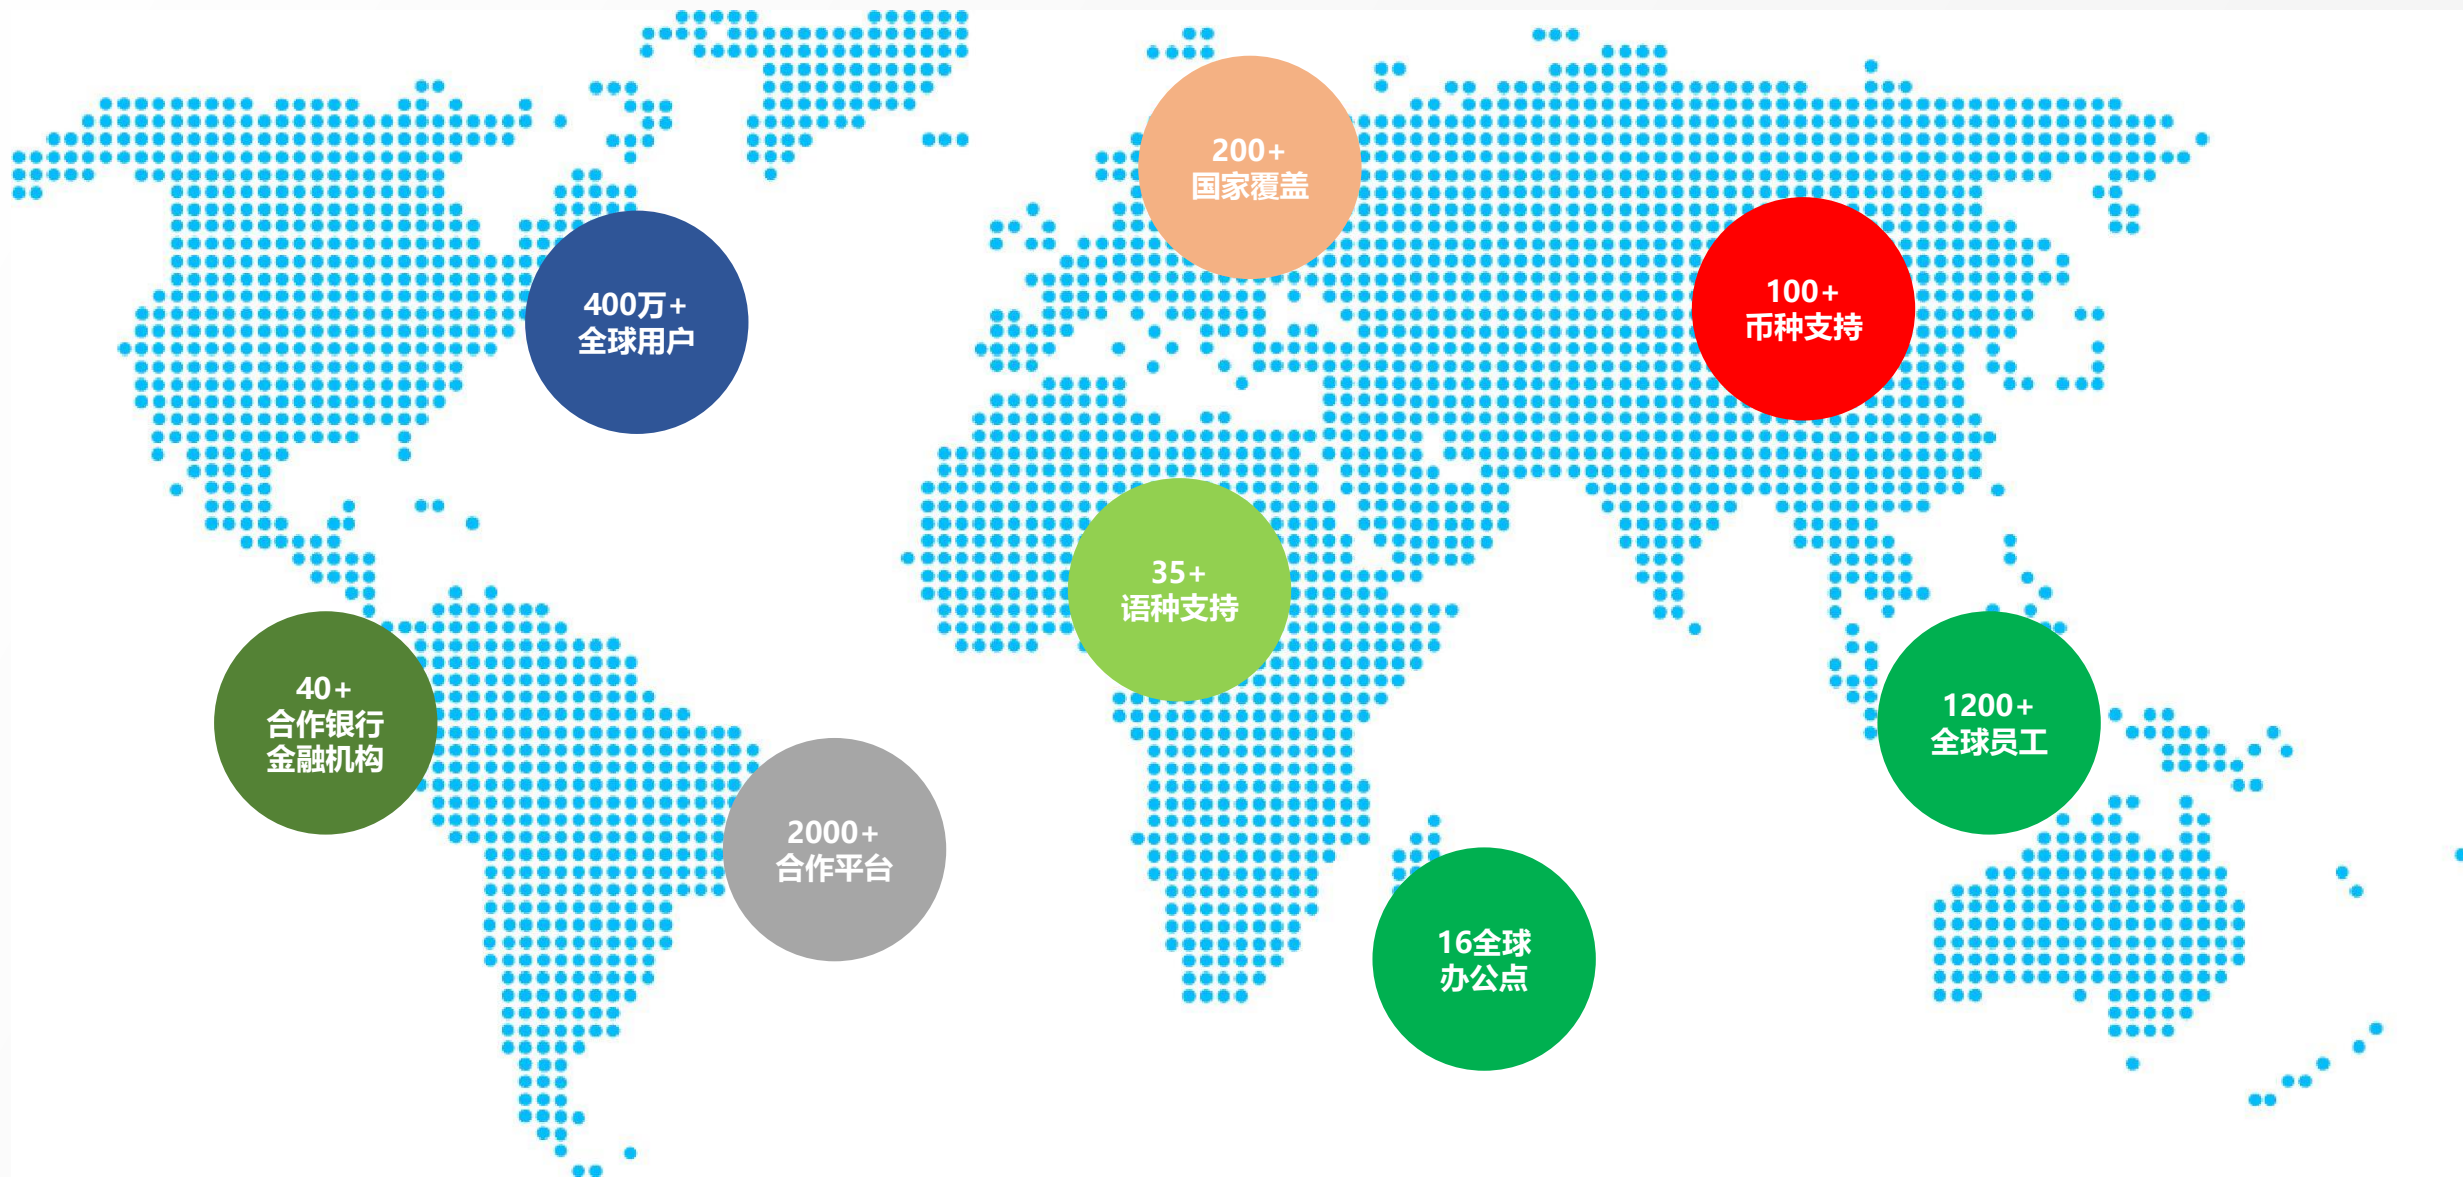 200+
国家覆盖
400万+
全球用户
100+
币种支持
35+
语种支持
40+
合作银行
金融机构
1200+
全球员工
2000+
合作平台
16全球
办公点